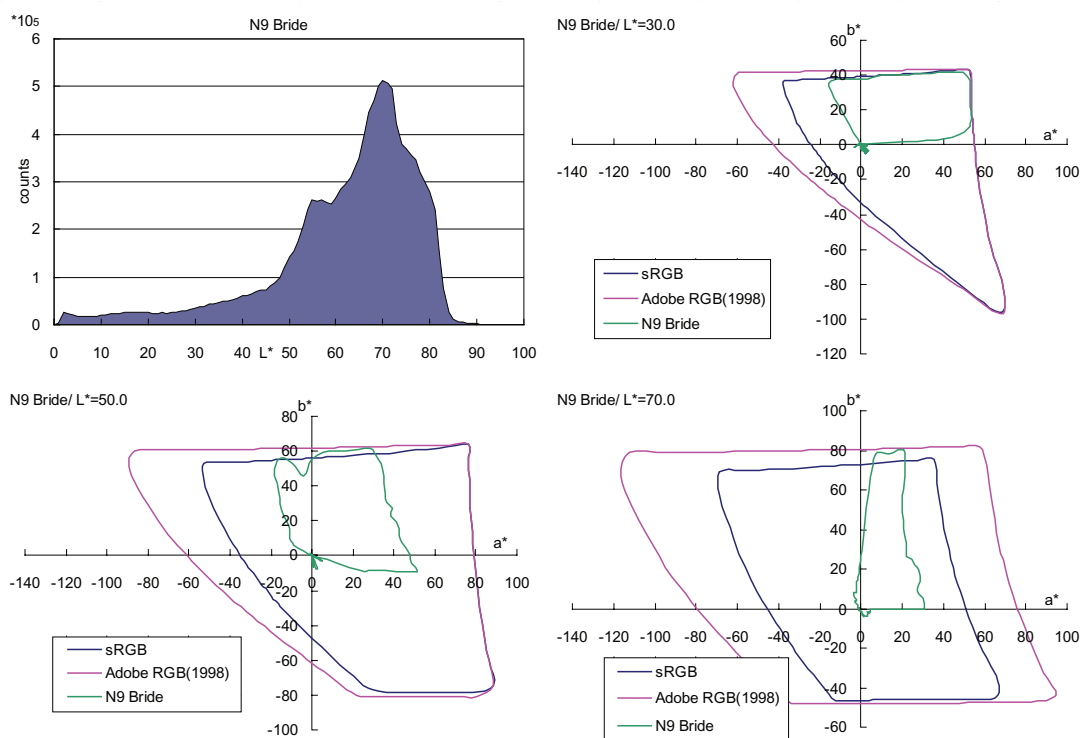 N9 Bride
*10⁵
6
5
4
3
2
1
0
counts
0 10 20 30 40 L* 50 60 70 80 90 100
N9 Bride/ L*=30.0
b*
60
40
20
0
-20
-40
-60
-80
-100
-120
-140 -120 -100 -80 -60 -40 -20 0 20 40 60 80 100
a*
sRGB
Adobe RGB(1998)
N9 Bride
N9 Bride/ L*=50.0
b*
100
80
60
40
20
0
-20
-40
-60
-80
-100
-140 -120 -100 -80 -60 -40 -20 0 20 40 60 80 100
a*
sRGB
Adobe RGB(1998)
N9 Bride
N9 Bride/ L*=70.0
b*
100
80
60
40
20
0
-20
-40
-60
-140 -120 -100 -80 -60 -40 -20 0 20 40 60 80 100
a*
sRGB
Adobe RGB(1998)
N9 Bride